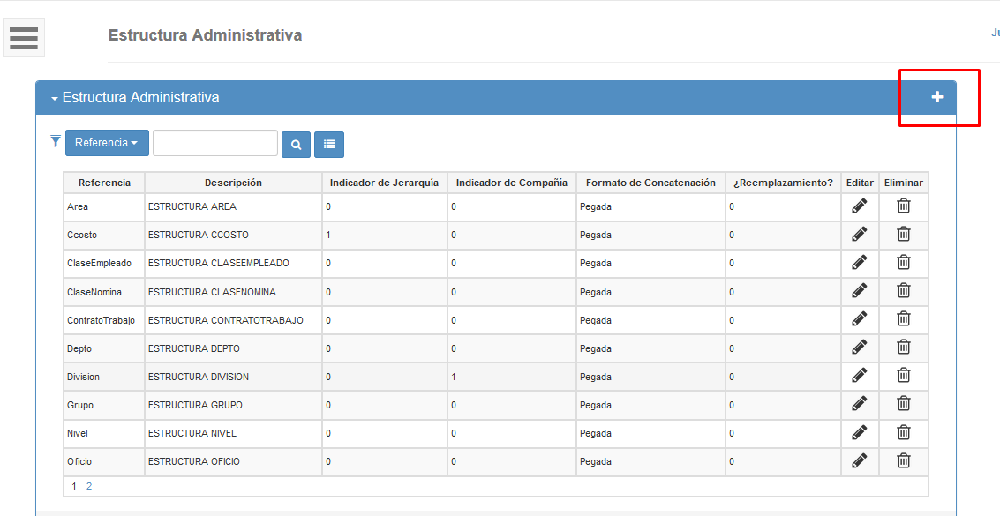 Estructura Administrativa
Estructura Administrativa
Referencia
Referencia Descripción Indicador de Jerarquía Indicador de Compañía Formato de Concatenación ¿Reemplazamiento? Editar Eliminar
Area ESTRUCTURA AREA 0 0 Pegada 0
Ccosto ESTRUCTURA CCOSTO 1 0 Pegada 0
ClaseEmpleado ESTRUCTURA CLASEEMPLEADO 0 0 Pegada 0
ClaseNomina ESTRUCTURA CLASENOMINA 0 0 Pegada 0
ContratoTrabajo ESTRUCTURA CONTRATOTRABAJO 0 0 Pegada 0
Depto ESTRUCTURA DEPTO 0 0 Pegada 0
Division ESTRUCTURA DIVISION 0 1 Pegada 0
Grupo ESTRUCTURA GRUPO 0 0 Pegada 0
Nivel ESTRUCTURA NIVEL 0 0 Pegada 0
Oficio ESTRUCTURA OFICIO 0 0 Pegada 0
1 2